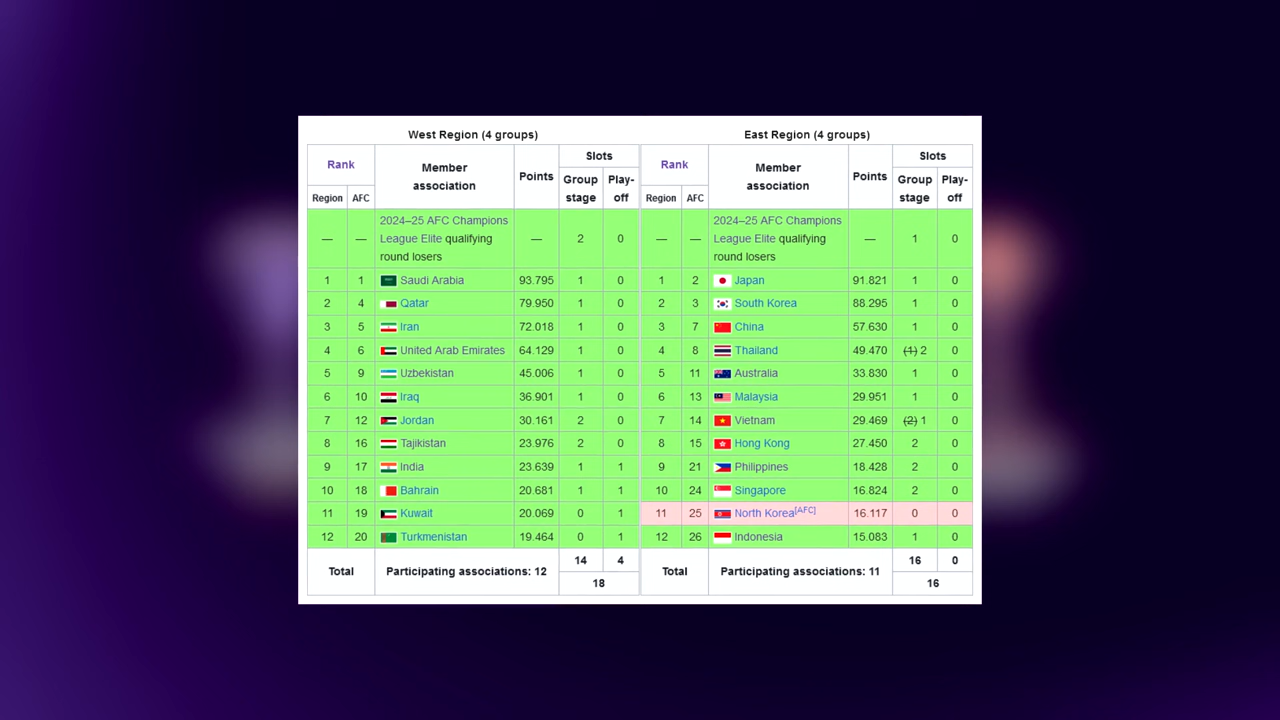 West Region (4 groups) East Region (4 groups)
Rank Member association Points Slots Rank Member association Points Slots
Region AFC Group stage Play-off Region AFC Group stage Play-off
— — 2024–25 AFC Champions League Elite qualifying round losers — 2 0 — — 2024–25 AFC Champions League Elite qualifying round losers — 1 0
1 1 Saudi Arabia 93.795 1 0 1 2 Japan 91.821 1 0
2 4 Qatar 79.950 1 0 2 3 South Korea 88.295 1 0
3 5 Iran 72.018 1 0 3 7 China 57.630 1 0
4 6 United Arab Emirates 64.129 1 0 4 8 Thailand 49.470 (1) 2 0
5 9 Uzbekistan 45.006 1 0 5 11 Australia 33.830 1 0
6 10 Iraq 36.901 1 0 6 13 Malaysia 29.951 1 0
7 12 Jordan 30.161 2 0 7 14 Vietnam 29.469 (2) 1 0
8 16 Tajikistan 23.976 2 0 8 15 Hong Kong 27.450 2 0
9 17 India 23.639 1 1 9 21 Philippines 18.428 2 0
10 18 Bahrain 20.681 1 1 10 24 Singapore 16.824 2 0
11 19 Kuwait 20.069 0 1 11 25 North Korea[AFC] 16.117 0 0
12 20 Turkmenistan 19.464 0 1 12 26 Indonesia 15.083 1 0
Total Participating associations: 12 14 4 Total Participating associations: 11 16 0
18 16